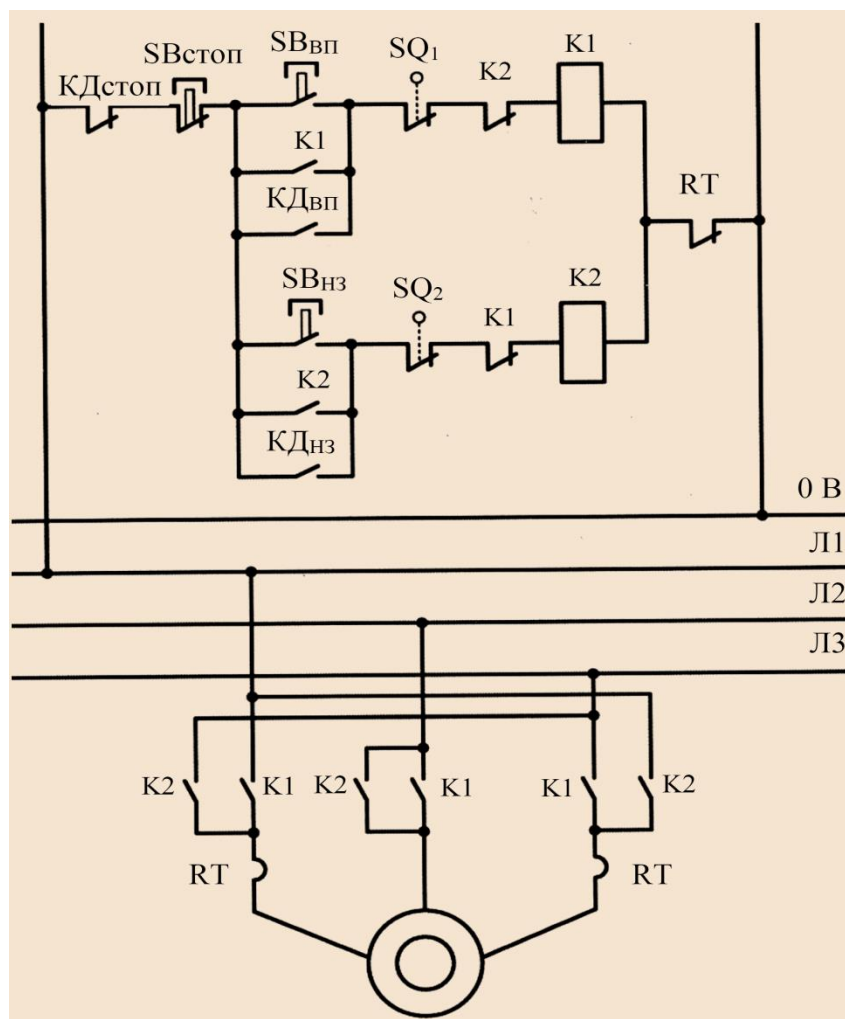 SBстоп
SBвп
SQ1
K1
КДстоп
K2
K1
RT
КДвп
SBнз
SQ2
K2
K1
K2
КДнз
0 В
Л1
Л2
Л3
K2
K1
K2
K1
K1
K2
RT
RT